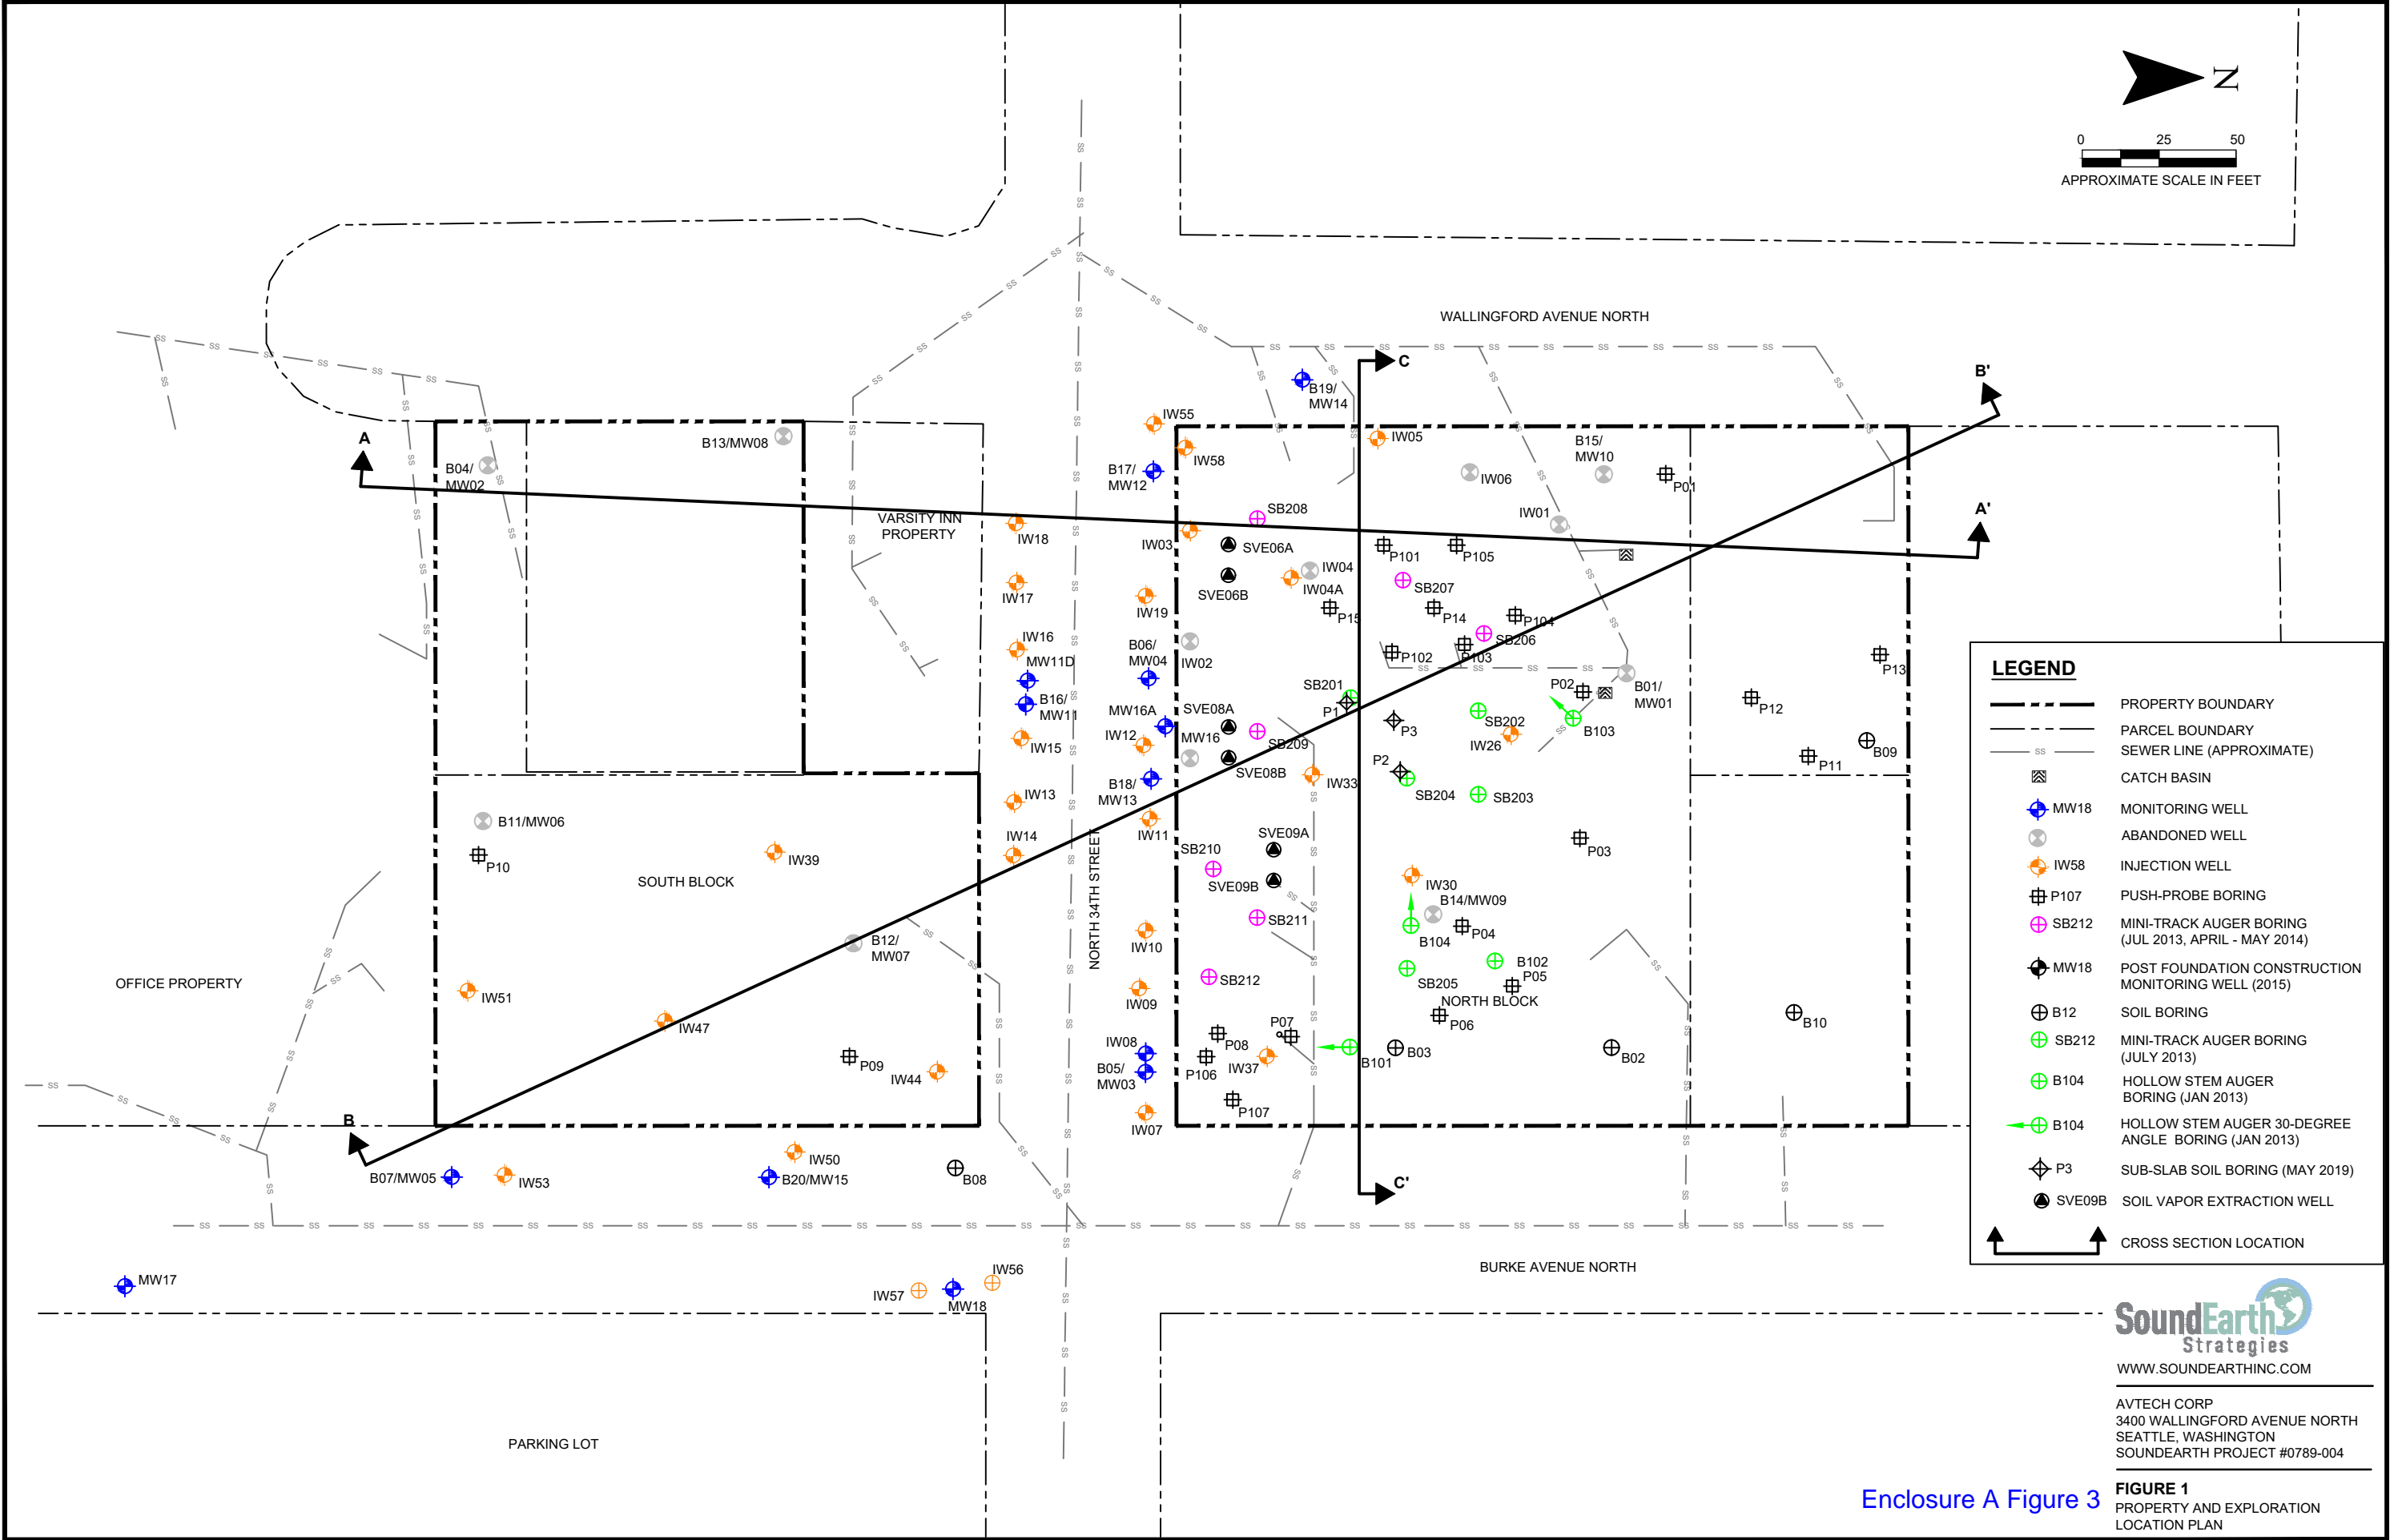 N
0 25 50
APPROXIMATE SCALE IN FEET
WALLINGFORD AVENUE NORTH
C
B'
B19/
MW14
IW55
IW05
IW58
A
B13/MW08
B04/
MW02
B17/
MW12
B15/
MW10
IW06
P01
SB208
IW01
A'
VARSITY INN
PROPERTY
IW18
IW03
SVE06A
P101
P105
IW04
IW04A
SB207
SVE06B
IW17
IW19
P15
P14
P104
IW16
MW11D
B06/
MW04
IW02
SB206
P103
P102
P13
SB201
P1
P02
B01/
MW01
B16/
MW11
MW16A
SVE08A
P3
SB202
B103
P12
IW15
IW12
MW16
SB209
IW26
B09
SVE08B
P2
P11
B18/
MW13
IW33
SB204
SB203
IW13
B11/MW06
IW14
IW11
SVE09A
P03
P10
IW39
SB210
SOUTH BLOCK
SVE09B
IW30
NORTH 34TH STREET
B14/MW09
SB211
P04
B104
IW10
B12/
MW07
B102
P05
SB205
SB212
OFFICE PROPERTY
IW51
IW09
NORTH BLOCK
P06
B10
IW47
P07
P08
IW08
B03
B02
P09
IW44
B05/
MW03
P106
IW37
B101
P107
B
IW07
B07/MW05
IW53
IW50
B20/MW15
B08
C'
BURKE AVENUE NORTH
MW17
IW57
MW18
IW56
PARKING LOT
LEGEND
PROPERTY BOUNDARY
PARCEL BOUNDARY
SS SEWER LINE (APPROXIMATE)
CATCH BASIN
MW18 MONITORING WELL
ABANDONED WELL
IW58 INJECTION WELL
P107 PUSH-PROBE BORING
SB212 MINI-TRACK AUGER BORING
(JUL 2013, APRIL - MAY 2014)
MW18 POST FOUNDATION CONSTRUCTION
MONITORING WELL (2015)
B12 SOIL BORING
SB212 MINI-TRACK AUGER BORING
(JULY 2013)
B104 HOLLOW STEM AUGER
BORING (JAN 2013)
B104 HOLLOW STEM AUGER 30-DEGREE
ANGLE BORING (JAN 2013)
P3 SUB-SLAB SOIL BORING (MAY 2019)
SVE09B SOIL VAPOR EXTRACTION WELL
CROSS SECTION LOCATION
SoundEarth
Strategies
WWW.SOUNDEARTHINC.COM
AVTECH CORP
3400 WALLINGFORD AVENUE NORTH
SEATTLE, WASHINGTON
SOUNDEARTH PROJECT #0789-004
Enclosure A Figure 3
FIGURE 1
PROPERTY AND EXPLORATION
LOCATION PLAN